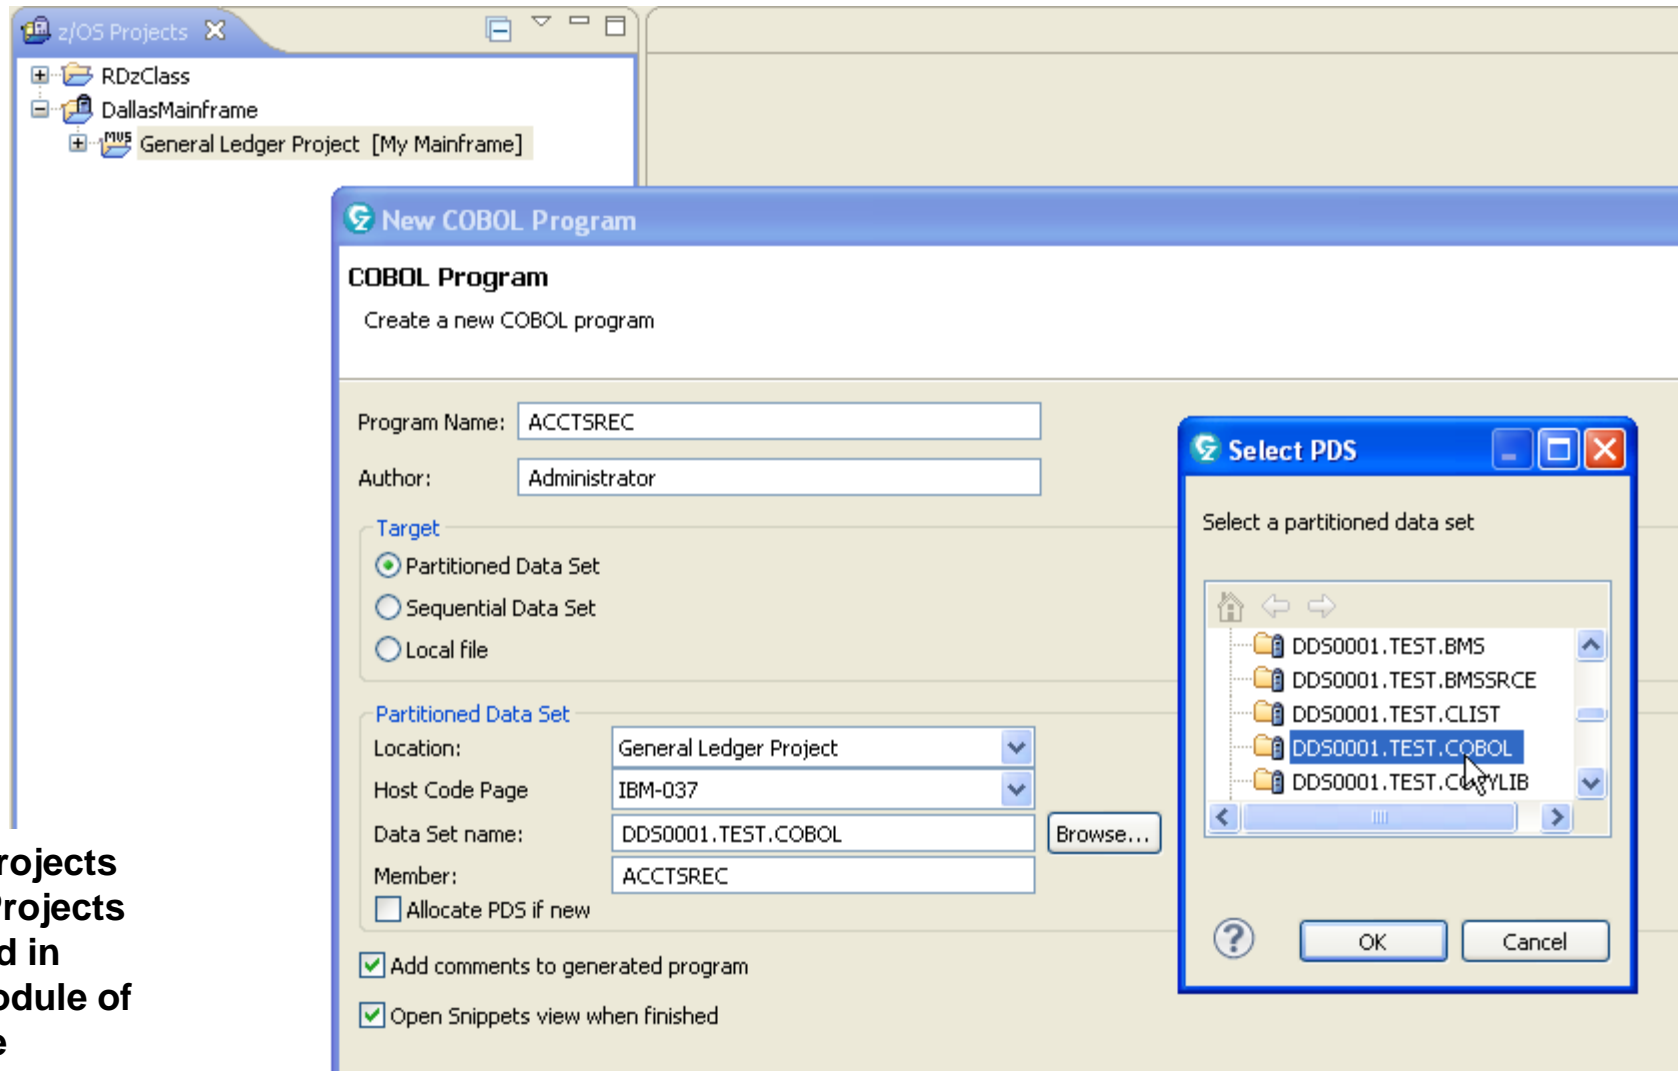 z/OS Projects
RDzClass
DallasMainframe
MVS
General Ledger Project [My Mainframe]
New COBOL Program
COBOL Program
Create a new COBOL program
Program Name: ACCTSREC
Author: Administrator
Target
Partitioned Data Set
Sequential Data Set
Local file
Partitioned Data Set
Location: General Ledger Project
Host Code Page IBM-037
Data Set name: DDS0001.TEST.COBOL Browse...
Member: ACCTSREC
Allocate PDS if new
Add comments to generated program
Open Snippets view when finished
Select PDS
Select a partitioned data set
DDS0001.TEST.BMS
DDS0001.TEST.BMSSRCE
DDS0001.TEST.CLIST
DDS0001.TEST.COBOL
DDS0001.TEST.COPYLIB
OK Cancel
rojects
Projects
d in
odule of
e